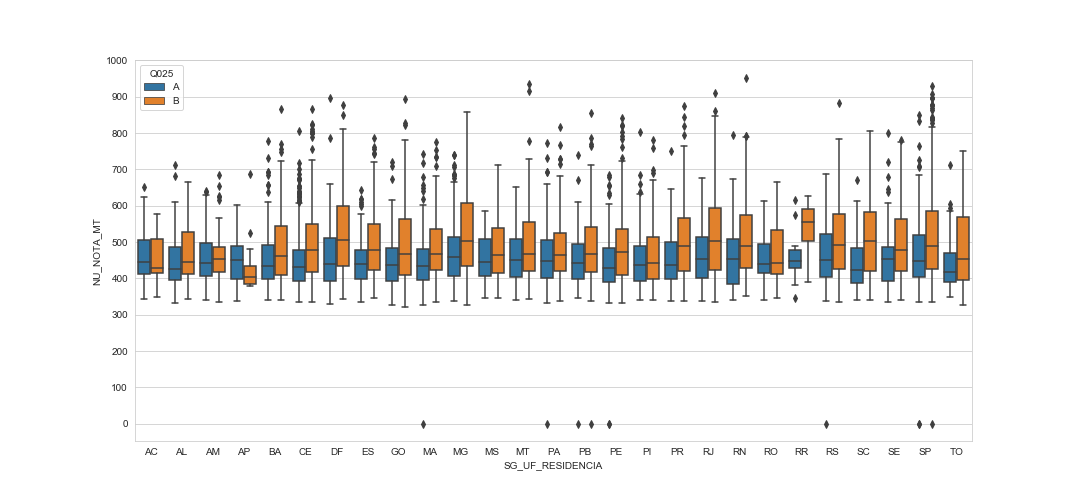 1000
900
800
700
600
500
400
300
200
100
0
NU_NOTA_MT
Q025
A
B
AC AL AM AP BA CE DF ES GO MA MG MS MT PA PB PE PI PR RJ RN RO RR RS SC SE SP TO
SG_UF_RESIDENCIA